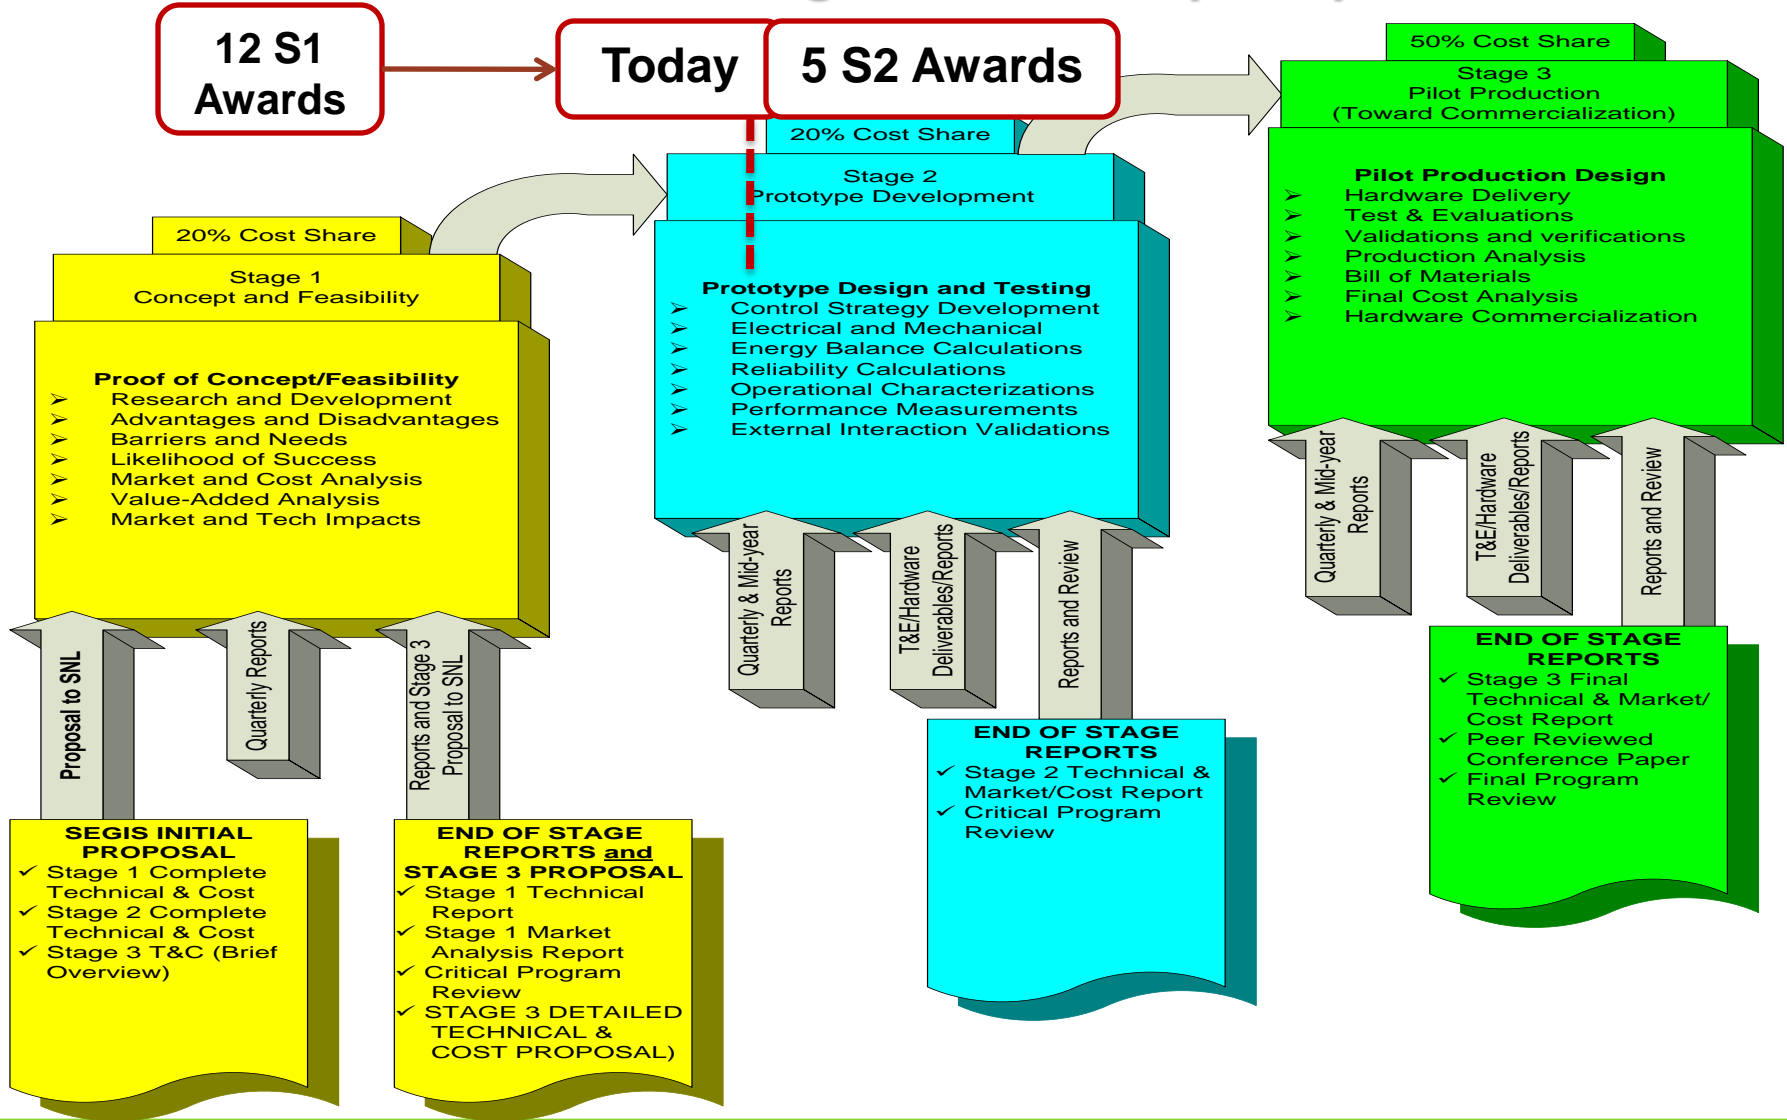 12 S1
Awards
Today
5 S2 Awards
50% Cost Share
Stage 3
Pilot Production
(Toward Commercialization)
Pilot Production Design
➢ Hardware Delivery
➢ Test & Evaluations
➢ Validations and verifications
➢ Production Analysis
➢ Bill of Materials
➢ Final Cost Analysis
➢ Hardware Commercialization
20% Cost Share
Stage 2
Prototype Development
Prototype Design and Testing
➢ Control Strategy Development
➢ Electrical and Mechanical
➢ Energy Balance Calculations
➢ Reliability Calculations
➢ Operational Characterizations
➢ Performance Measurements
➢ External Interaction Validations
20% Cost Share
Stage 1
Concept and Feasibility
Proof of Concept/Feasibility
➢ Research and Development
➢ Advantages and Disadvantages
➢ Barriers and Needs
➢ Likelihood of Success
➢ Market and Cost Analysis
➢ Value-Added Analysis
➢ Market and Tech Impacts
Proposal to SNL
Quarterly Reports
Reports and Stage 3
Proposal to SNL
Quarterly & Mid-year
Reports
T&E/Hardware
Deliverables/Reports
Reports and Review
Quarterly & Mid-year
Reports
T&E/Hardware
Deliverables/Reports
Reports and Review
SEGIS INITIAL
PROPOSAL
✓ Stage 1 Complete
Technical & Cost
✓ Stage 2 Complete
Technical & Cost
✓ Stage 3 T&C (Brief
Overview)
END OF STAGE
REPORTS and
STAGE 3 PROPOSAL
✓ Stage 1 Technical
Report
✓ Stage 1 Market
Analysis Report
✓ Critical Program
Review
✓ STAGE 3 DETAILED
TECHNICAL &
COST PROPOSAL)
END OF STAGE
REPORTS
✓ Stage 2 Technical &
Market/Cost Report
✓ Critical Program
Review
END OF STAGE
REPORTS
✓ Stage 3 Final
Technical & Market/
Cost Report
✓ Peer Reviewed
Conference Paper
✓ Final Program
Review